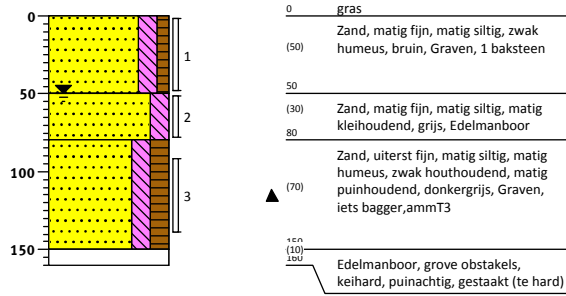 0
50
100
150
1
2
3
0 gras
(50) Zand, matig fijn, matig siltig, zwak
humeus, bruin, Graven, 1 baksteen
50
(30) Zand, matig fijn, matig siltig, matig
kleihoudend, grijs, Edelmanboor
80
Zand, uiterst fijn, matig siltig, matig
humeus, zwak houthoudend, matig
(70) puinhoudend, donkergrijs, Graven,
iets bagger,ammT3
150
(10)
160
Edelmanboor, grove obstakels,
keihard, puinachtig, gestaakt (te hard)